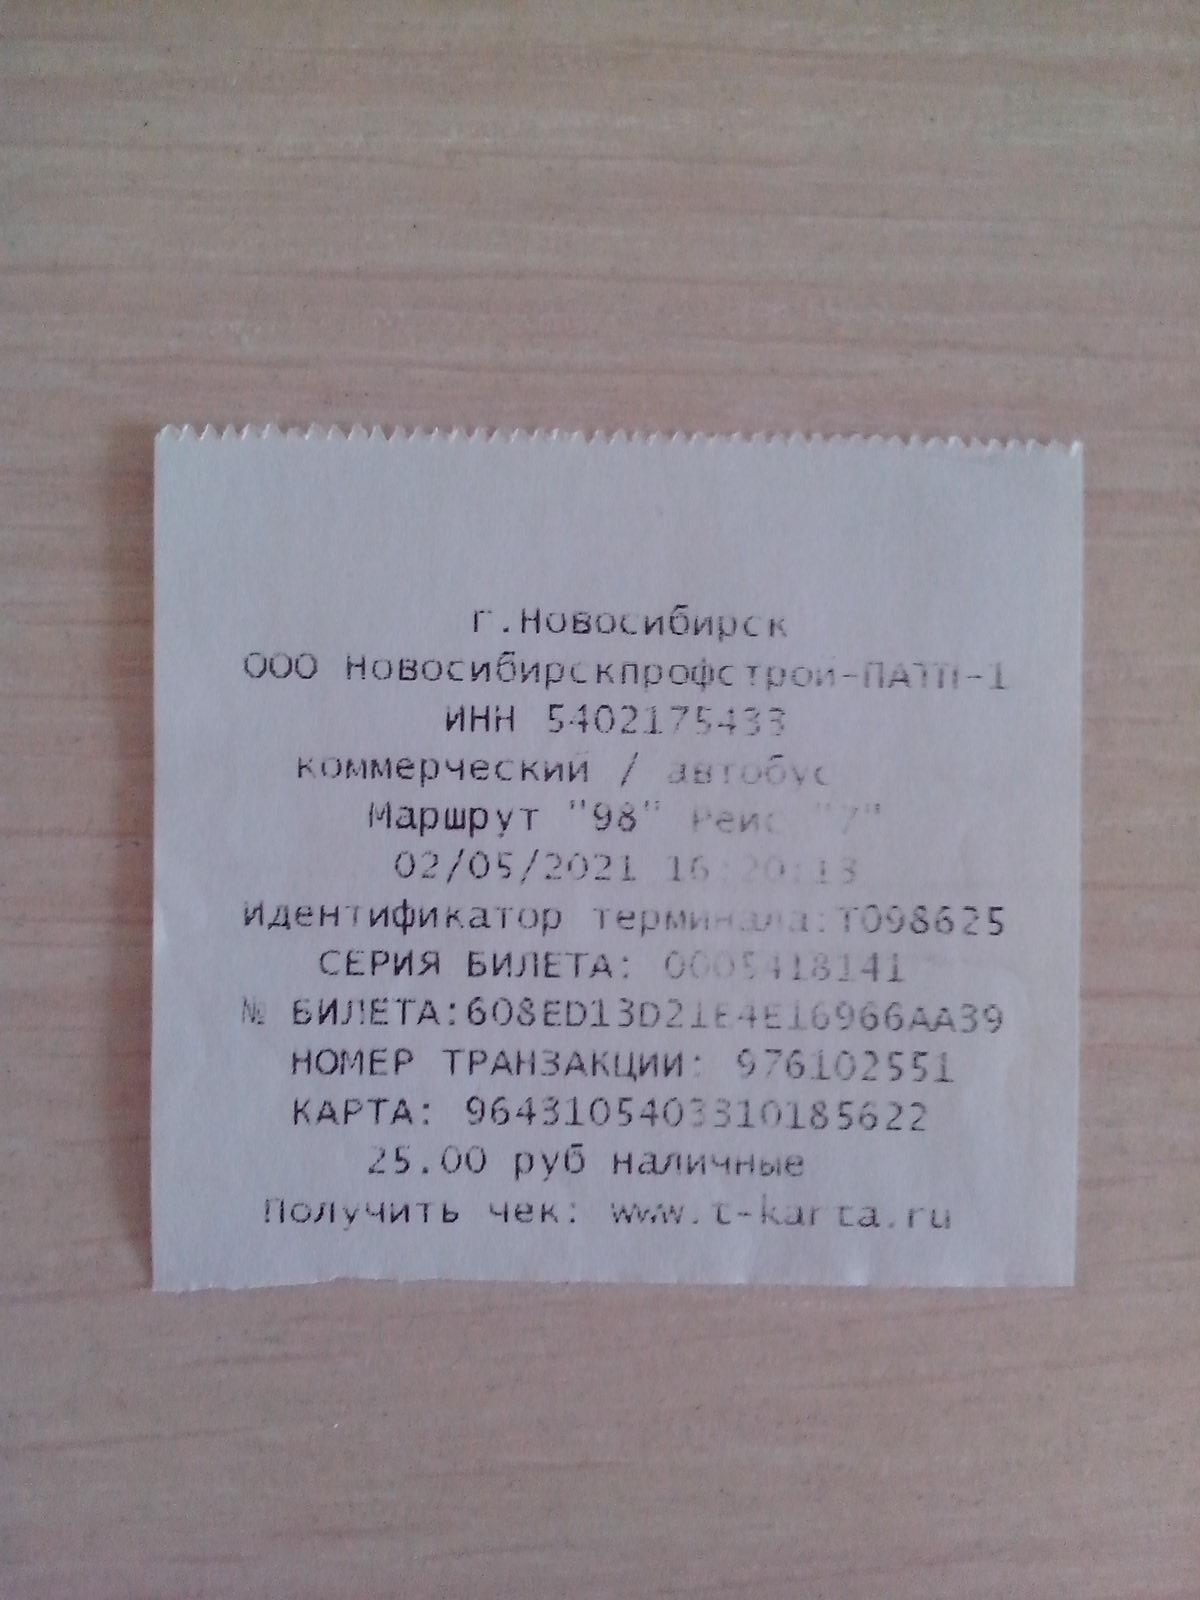 г.Новосибирск
ООО Новосибирскпрофстрой-ПАТП-1
ИНН 5402175433
коммерческий / автобус
Маршрут "98" Рейс "7"
02/05/2021 16:20:13
Идентификатор терминала:T098625
СЕРИЯ БИЛЕТА: 0005418141
№ БИЛЕТА:608ED13D21E4E16966AA39
НОМЕР ТРАНЗАКЦИИ: 976102551
КАРТА: 9643105403310185622
25.00 руб наличные
Получить чек: www.t-karta.ru